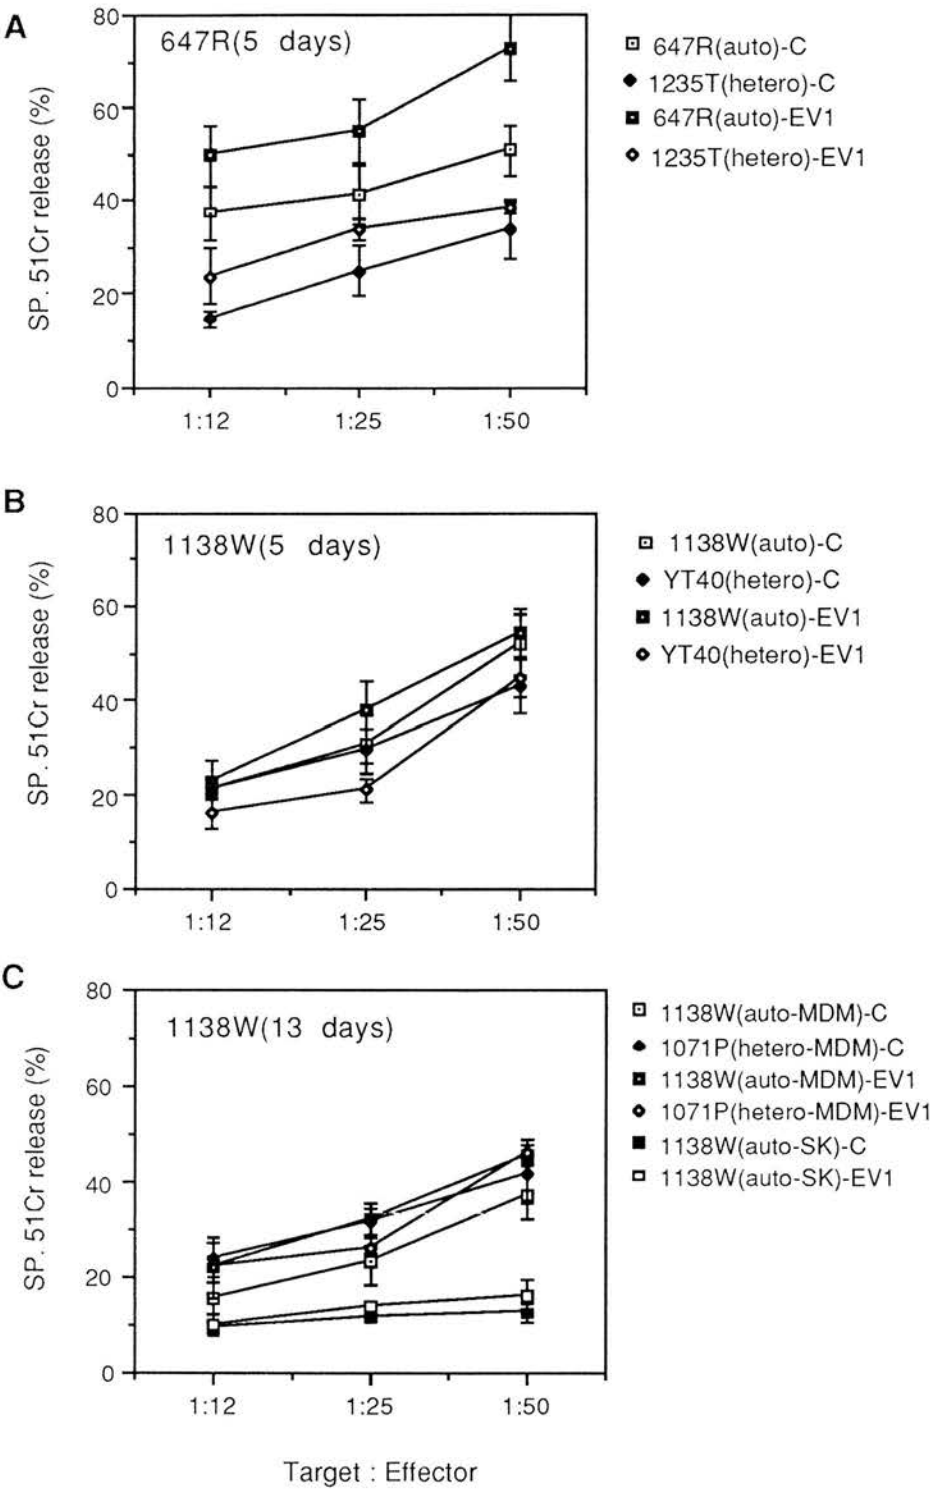 A
647R(5 days)
SP. 51Cr release (%)
80
60
40
20
0
1:12
1:25
1:50
647R(auto)-C
1235T(hetero)-C
647R(auto)-EV1
1235T(hetero)-EV1
B
1138W(5 days)
SP. 51Cr release (%)
80
60
40
20
0
1:12
1:25
1:50
1138W(auto)-C
YT40(hetero)-C
1138W(auto)-EV1
YT40(hetero)-EV1
C
1138W(13 days)
SP. 51Cr release (%)
80
60
40
20
0
1:12
1:25
1:50
1138W(auto-MDM)-C
1071P(hetero-MDM)-C
1138W(auto-MDM)-EV1
1071P(hetero-MDM)-EV1
1138W(auto-SK)-C
1138W(auto-SK)-EV1
Target : Effector